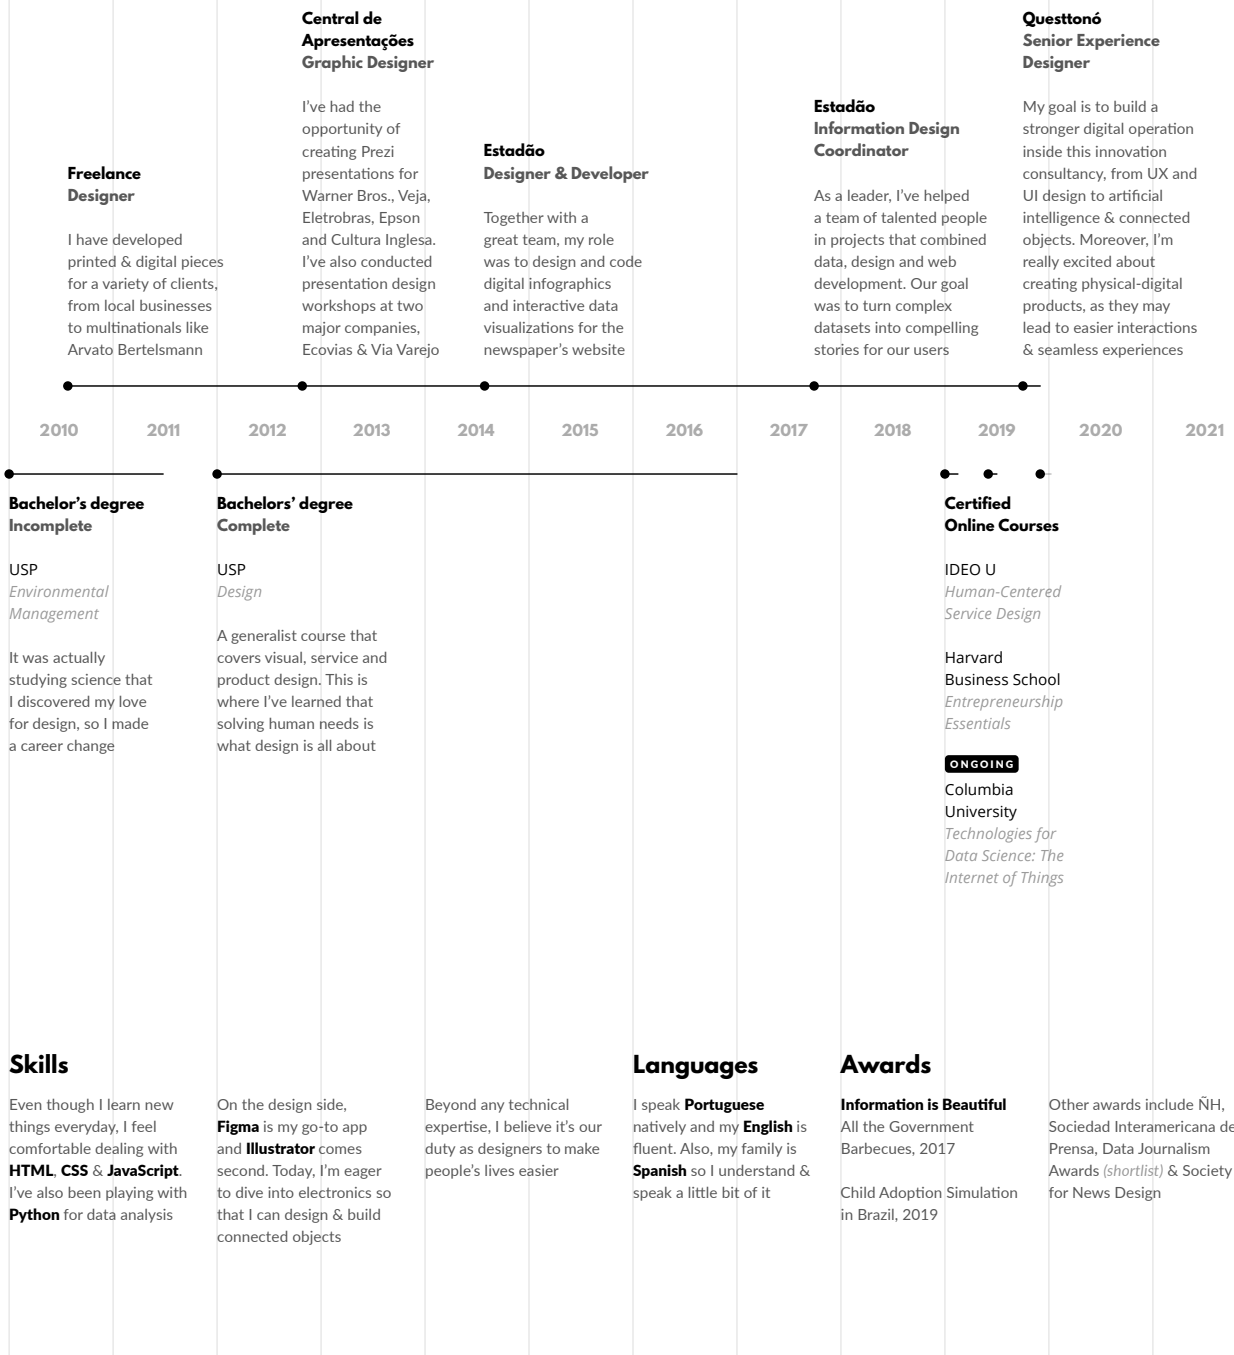 Freelance
Designer
I have developed
printed & digital pieces
for a variety of clients,
from local businesses
to multinationals like
Arvato Bertelsmann
Central de
Apresentações
Graphic Designer
I've had the
opportunity of
creating Prezi
presentations for
Warner Bros., Veja,
Eletrobras, Epson
and Cultura Inglesa.
I've also conducted
presentation design
workshops at two
major companies,
Ecovias & Via Varejo
Estadão
Designer & Developer
Together with a
great team, my role
was to design and code
digital infographics
and interactive data
visualizations for the
newspaper's website
Estadão
Information Design
Coordinator
As a leader, I've helped
a team of talented people
in projects that combined
data, design and web
development. Our goal
was to turn complex
datasets into compelling
stories for our users
Questtonó
Senior Experience
Designer
My goal is to build a
stronger digital operation
inside this innovation
consultancy, from UX and
UI design to artificial
intelligence & connected
objects. Moreover, I'm
really excited about
creating physical-digital
products, as they may
lead to easier interactions
& seamless experiences
2010 2011 2012 2013 2014 2015 2016 2017 2018 2019 2020 2021
Bachelor's degree
Incomplete
USP
Environmental
Management
It was actually
studying science that
I discovered my love
for design, so I made
a career change
Bachelors' degree
Complete
USP
Design
A generalist course that
covers visual, service and
product design. This is
where I've learned that
solving human needs is
what design is all about
Certified
Online Courses
IDEO U
Human-Centered
Service Design
Harvard
Business School
Entrepreneurship
Essentials
ONGOING
Columbia
University
Technologies for
Data Science: The
Internet of Things
Skills
Even though I learn new
things everyday, I feel
comfortable dealing with
HTML, CSS & JavaScript.
I've also been playing with
Python for data analysis
On the design side,
Figma is my go-to app
and Illustrator comes
second. Today, I'm eager
to dive into electronics so
that I can design & build
connected objects
Beyond any technical
expertise, I believe it's our
duty as designers to make
people's lives easier
Languages
I speak Portuguese
natively and my English is
fluent. Also, my family is
Spanish so I understand &
speak a little bit of it
Awards
Information is Beautiful
All the Government
Barbecues, 2017
Child Adoption Simulation
in Brazil, 2019
Other awards include ÑH,
Sociedad Interamericana de
Prensa, Data Journalism
Awards (shortlist) & Society
for News Design